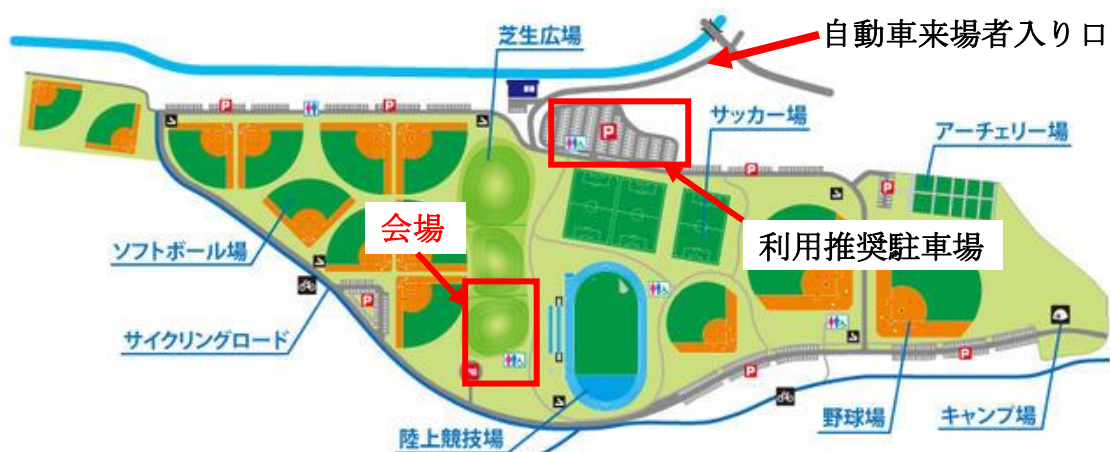 芝生広場
自動車来場者入り口
サッカー場
アーチェリー場
P
P
P
P
P
会場
利用推奨駐車場
ソフトボール場
P
サイクリングロード
P
P
野球場
キャンプ場
陸上競技場